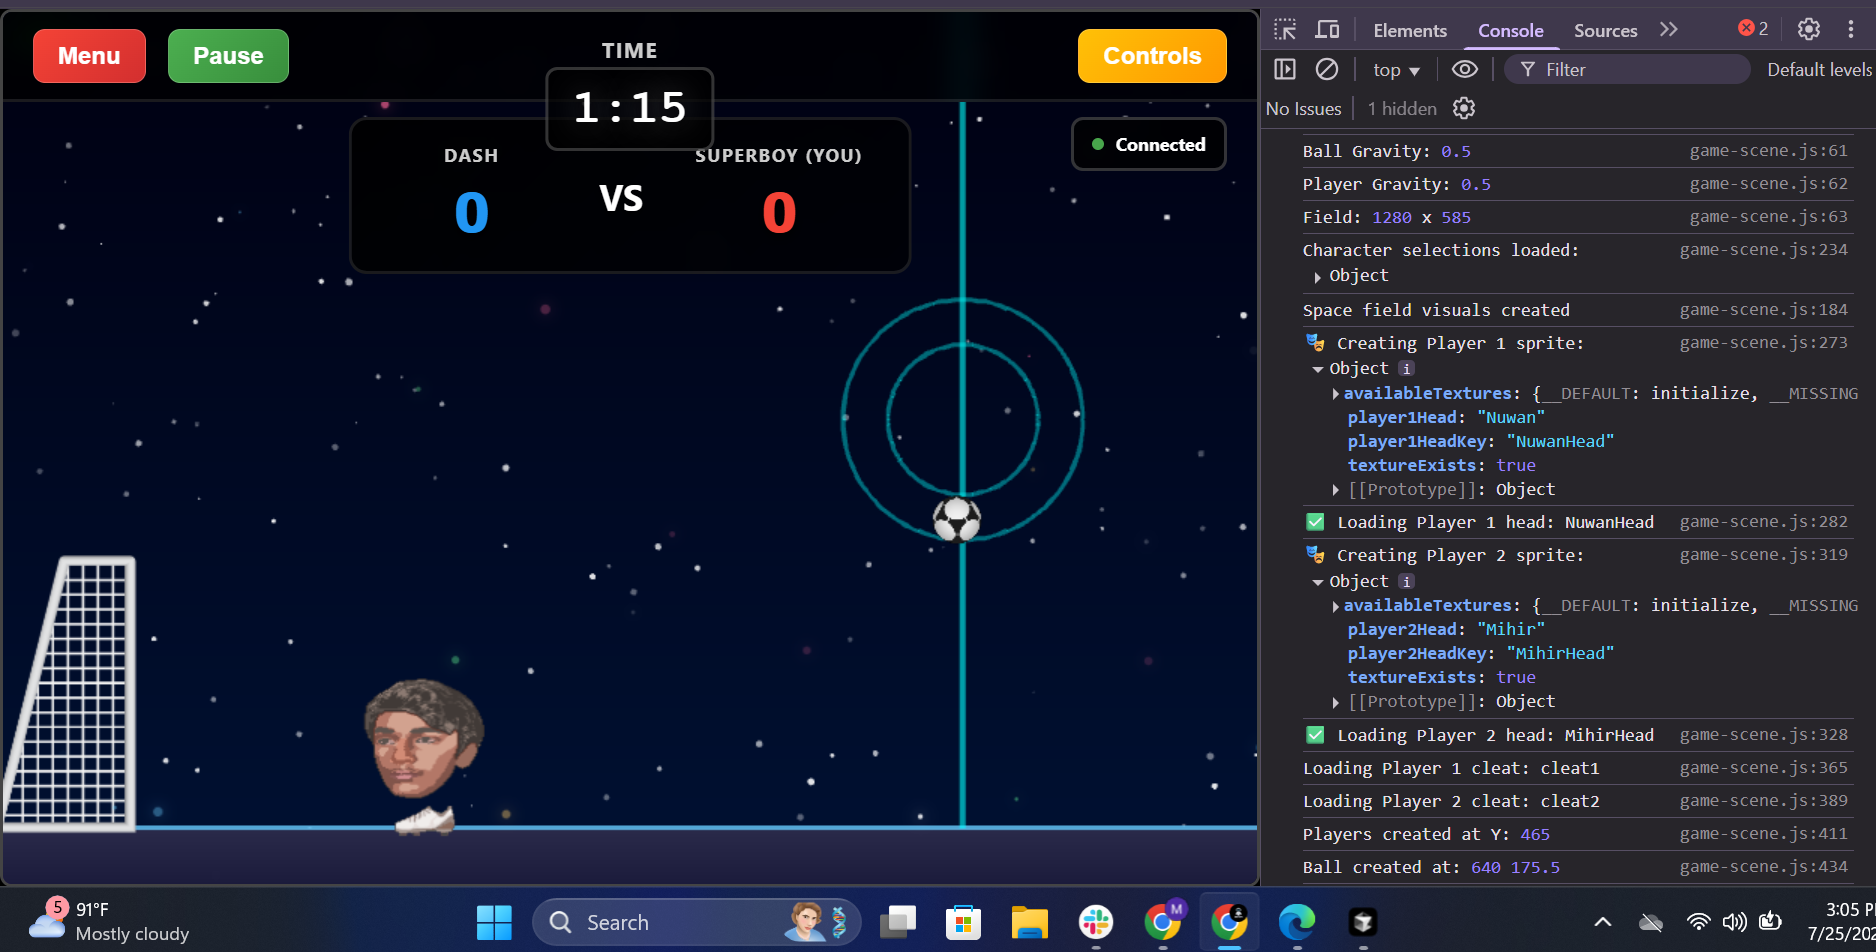 Menu
Pause
TIME
1:15
Controls
DASH
0
VS
SUPERBOY (YOU)
0
Connected
Elements
Console
Sources
2
top
Filter
Default levels
No Issues
1 hidden
Ball Gravity: 0.5 game-scene.js:61
Player Gravity: 0.5 game-scene.js:62
Field: 1280 x 585 game-scene.js:63
Character selections loaded: game-scene.js:234
Object
Space field visuals created game-scene.js:184
Creating Player 1 sprite: game-scene.js:273
Object i
availableTextures: {__DEFAULT: initialize, __MISSING
player1Head: "Nuwan"
player1HeadKey: "NuwanHead"
textureExists: true
[[Prototype]]: Object
Loading Player 1 head: NuwanHead game-scene.js:282
Creating Player 2 sprite: game-scene.js:319
Object i
availableTextures: {__DEFAULT: initialize, __MISSING
player2Head: "Mihir"
player2HeadKey: "MihirHead"
textureExists: true
[[Prototype]]: Object
Loading Player 2 head: MihirHead game-scene.js:328
Loading Player 1 cleat: cleat1 game-scene.js:365
Loading Player 2 cleat: cleat2 game-scene.js:389
Players created at Y: 465 game-scene.js:411
Ball created at: 640 175.5 game-scene.js:434
5
91°F
Mostly cloudy
Search
M
3:05 P
7/25/202